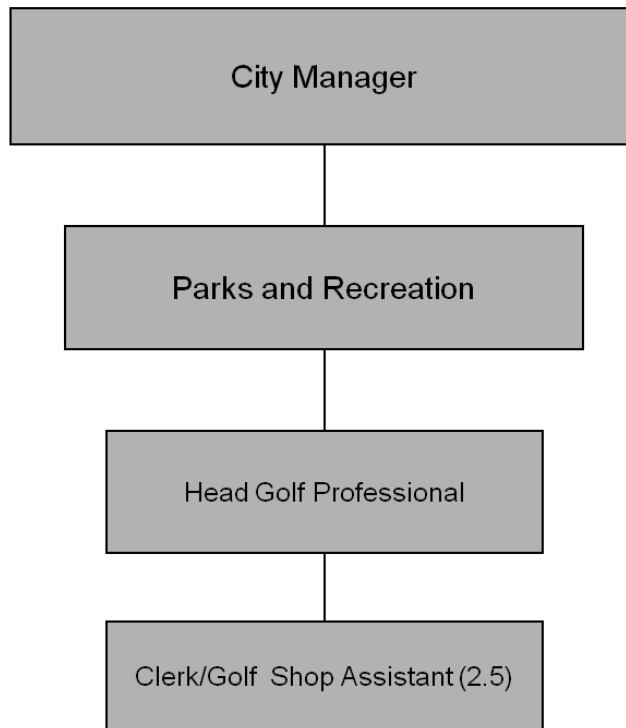 City Manager
Parks and Recreation
Head Golf Professional
Clerk/Golf Shop Assistant (2.5)